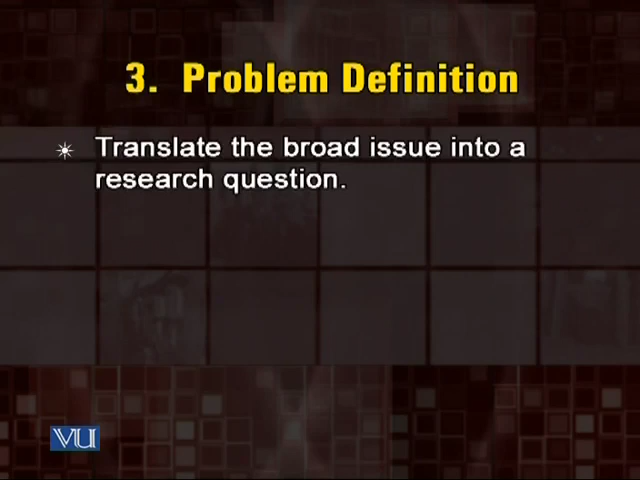 3. Problem Definition
Translate the broad issue into a
research question.
VU